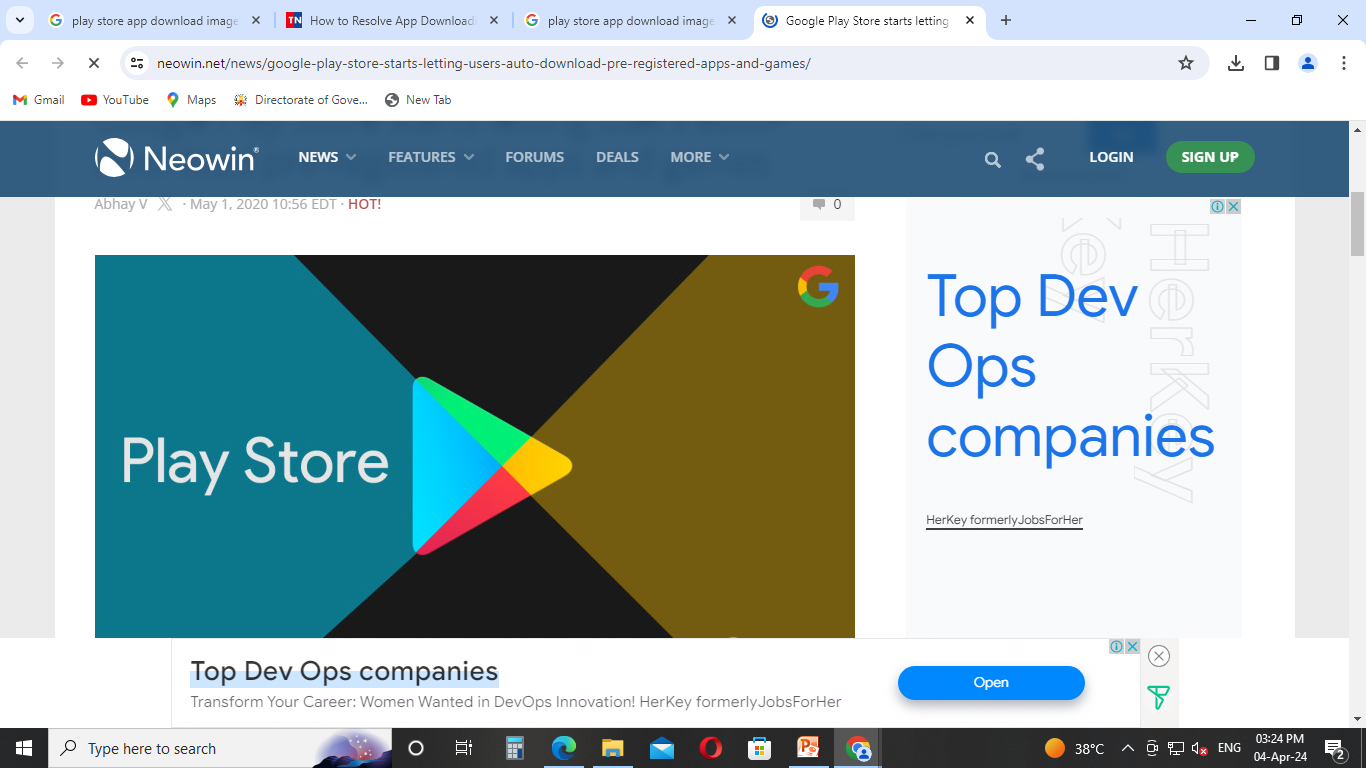 play store app download image
How to Resolve App Download
play store app download image
Google Play Store starts letting
neowin.net/news/google-play-store-starts-letting-users-auto-download-pre-registered-apps-and-games/
Gmail
YouTube
Maps
Directorate of Gove...
New Tab
Neowin
NEWS
FEATURES
FORUMS
DEALS
MORE
LOGIN
SIGN UP
Abhay V · May 1, 2020 10:56 EDT · HOT!
0
Play Store
HerKey
Key
Top Dev
Ops
companies
HerKey formerlyJobsForHer
Top Dev Ops companies
Transform Your Career: Women Wanted in DevOps Innovation! HerKey formerlyJobsForHer
Open
Type here to search
38°C
ENG
03:24 PM
04-Apr-24
2